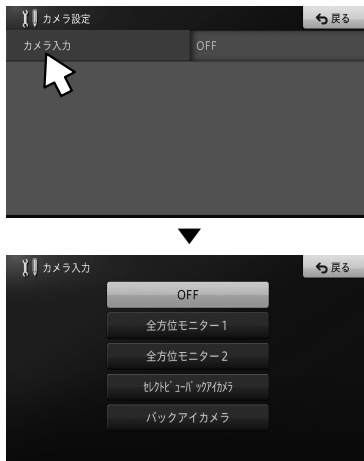 カメラ設定
戻る
カメラ入力
OFF
カメラ入力
戻る
OFF
全方位モニター1
全方位モニター2
ｾﾚｸﾄﾋﾞｭｰﾊﾞｯｸｱｲｶﾒﾗ
バックアイカメラ